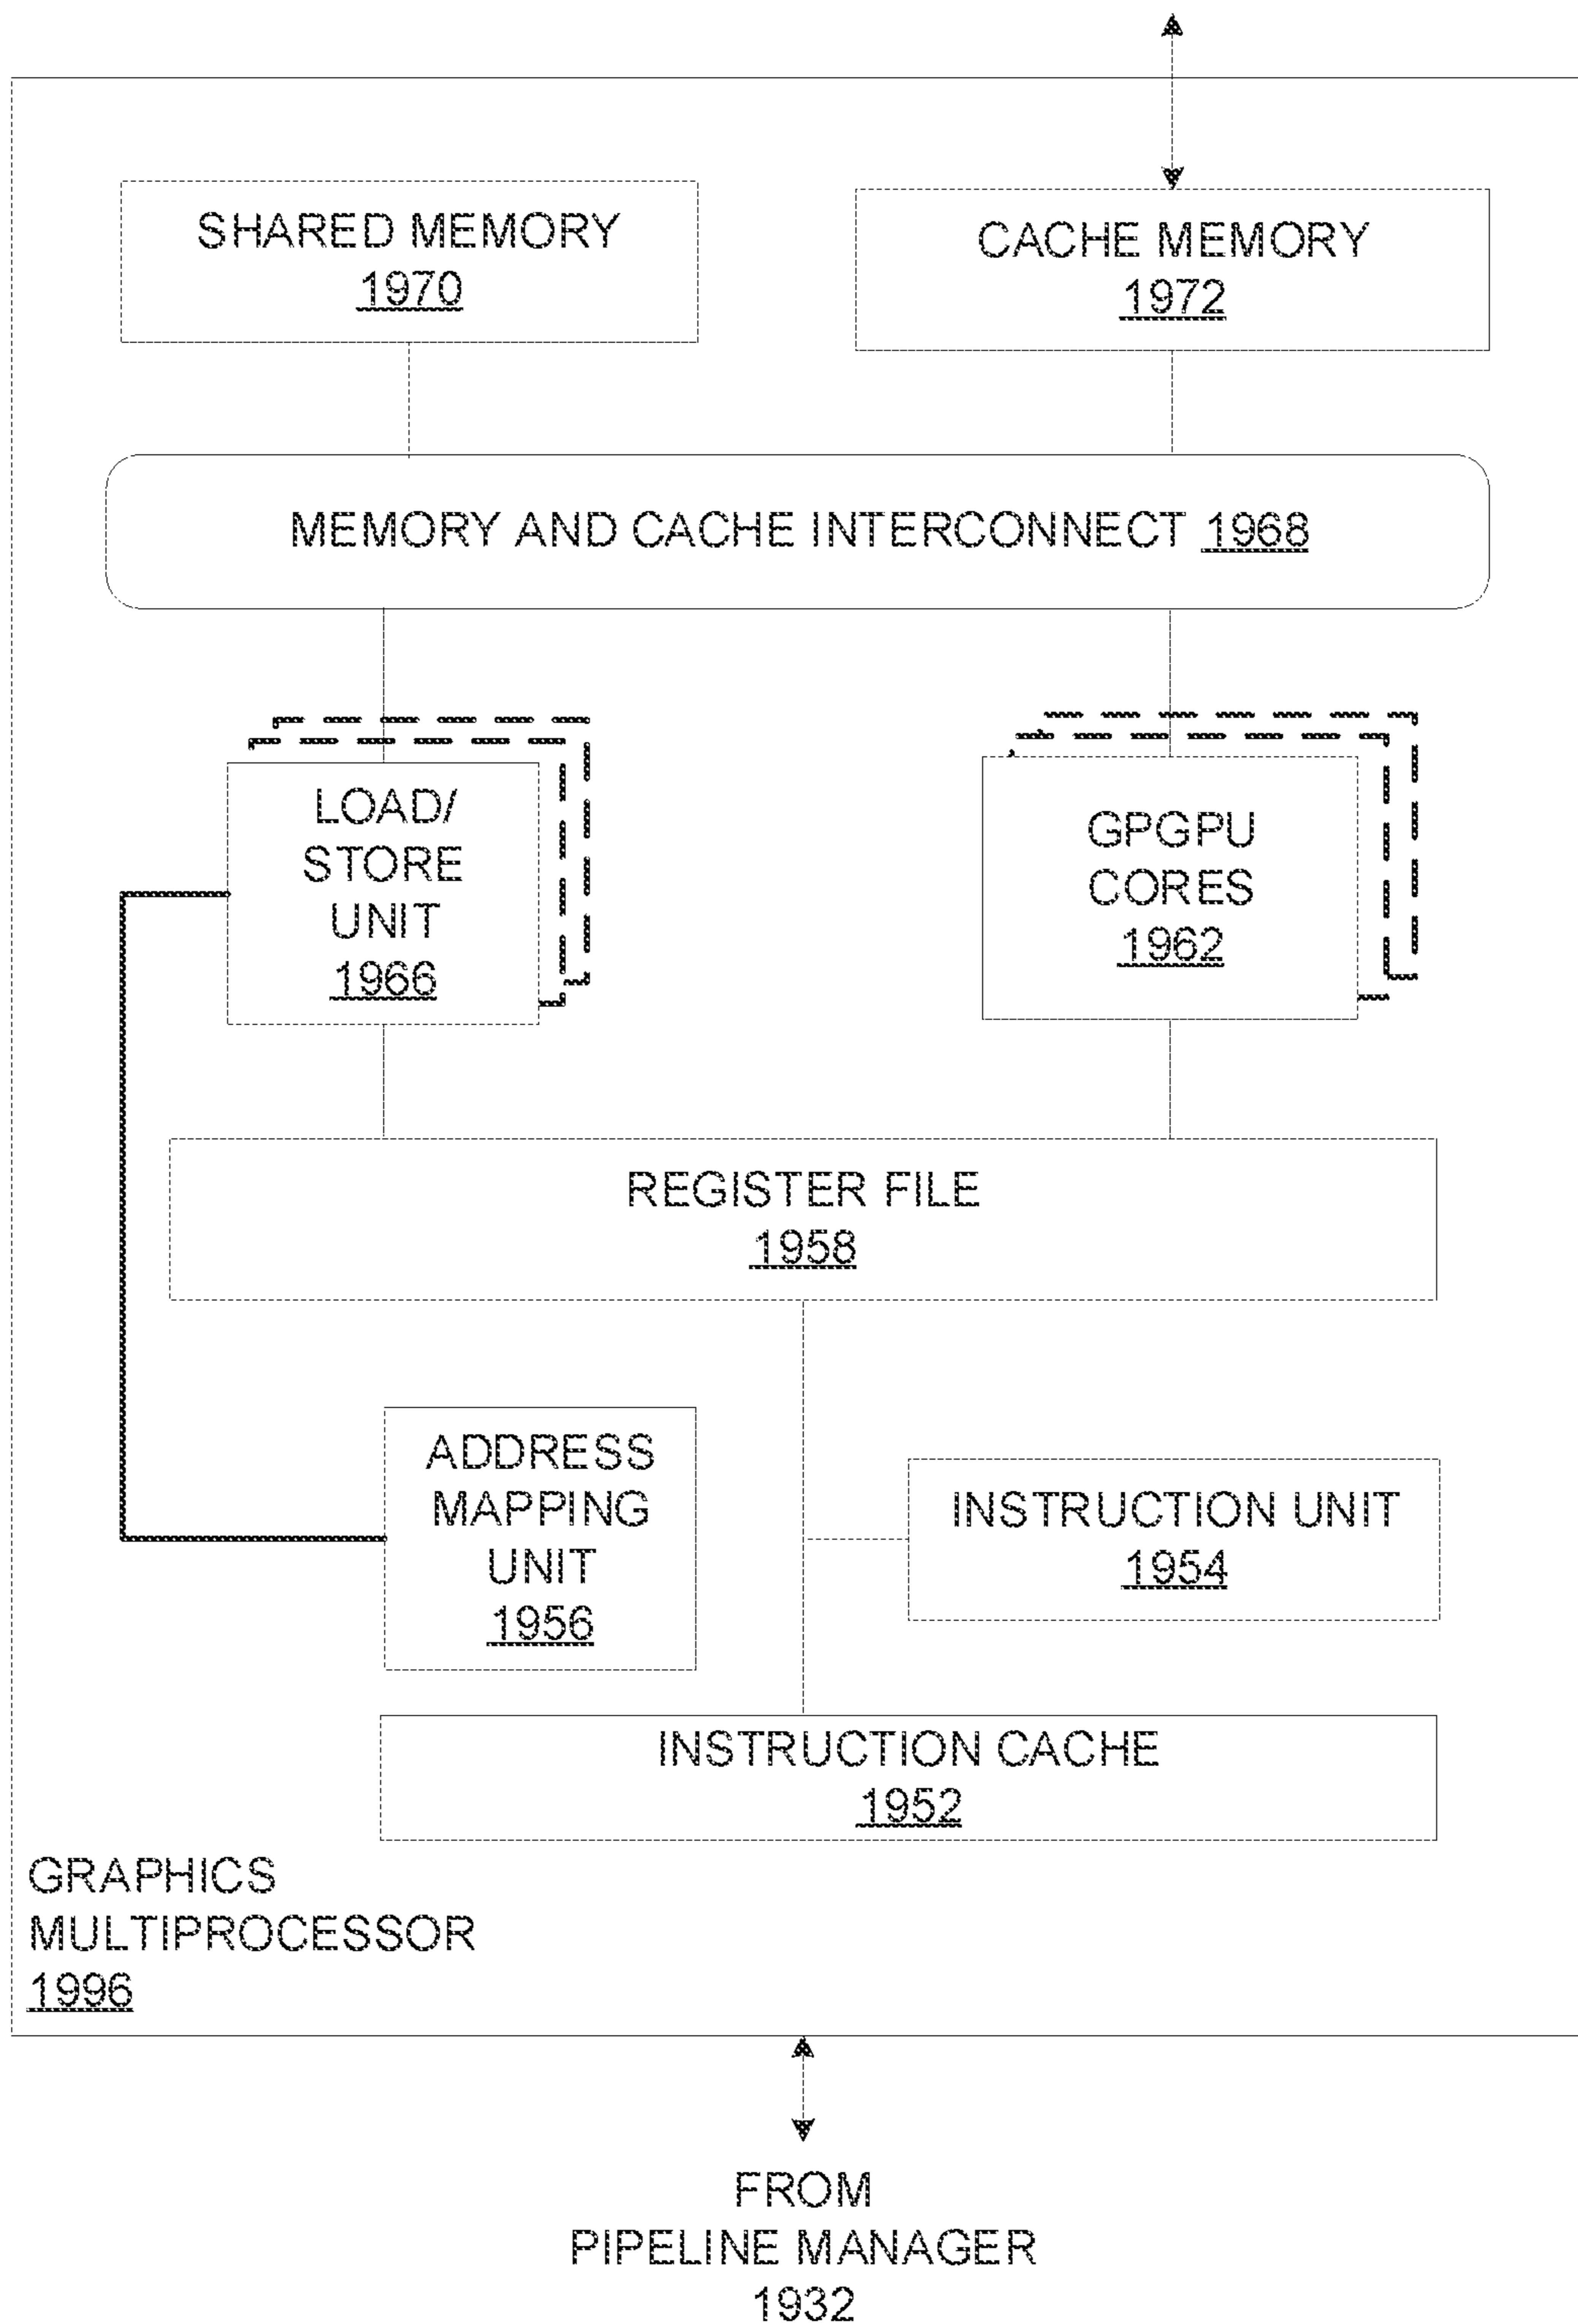 SHARED MEMORY
1970
CACHE MEMORY
1972
MEMORY AND CACHE INTERCONNECT 1968
LOAD/
STORE
UNIT
1966
GPGPU
CORES
1962
REGISTER FILE
1958
ADDRESS
MAPPING
UNIT
1956
INSTRUCTION UNIT
1954
INSTRUCTION CACHE
1952
GRAPHICS
MULTIPROCESSOR
1996
FROM
PIPELINE MANAGER
1932